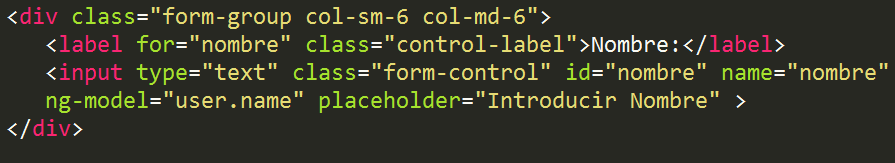 <div class="form-group col-sm-6 col-md-6">
<label for="nombre" class="control-label">Nombre:</label>
<input type="text" class="form-control" id="nombre" name="nombre"
ng-model="user.name" placeholder="Introducir Nombre" >
</div>